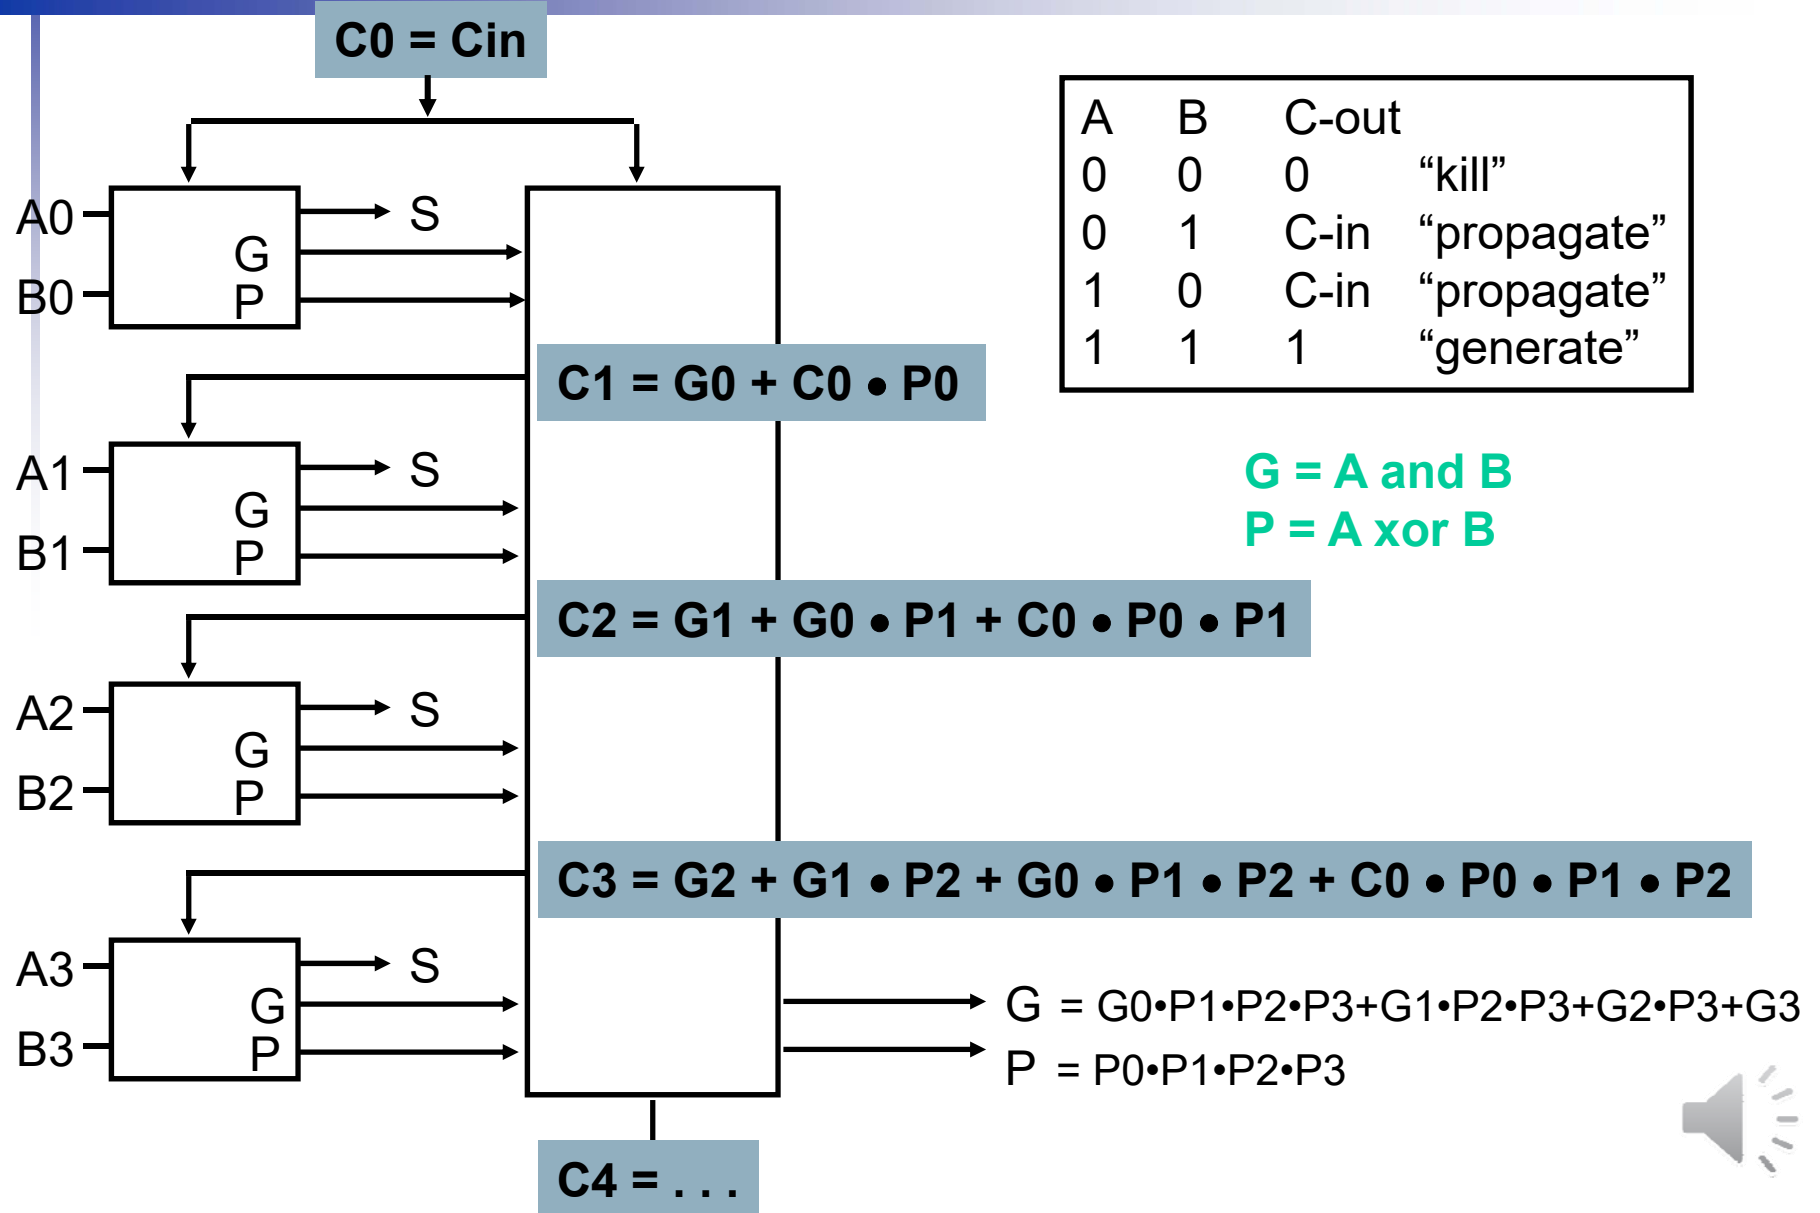 C0 = Cin
A B C-out
0 0 0 “kill”
0 1 C-in “propagate”
1 0 C-in “propagate”
1 1 1 “generate”
A0
S
G
B0
P
C1 = G0 + C0 • P0
G = A and B
P = A xor B
A1
S
G
B1
P
C2 = G1 + G0 • P1 + C0 • P0 • P1
A2
S
G
B2
P
C3 = G2 + G1 • P2 + G0 • P1 • P2 + C0 • P0 • P1 • P2
A3
S
G
B3
P
G = G0•P1•P2•P3+G1•P2•P3+G2•P3+G3
P = P0•P1•P2•P3
C4 = . . .